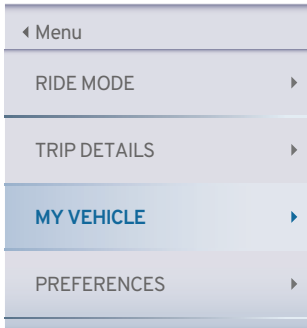 Menu
RIDE MODE
TRIP DETAILS
MY VEHICLE
PREFERENCES